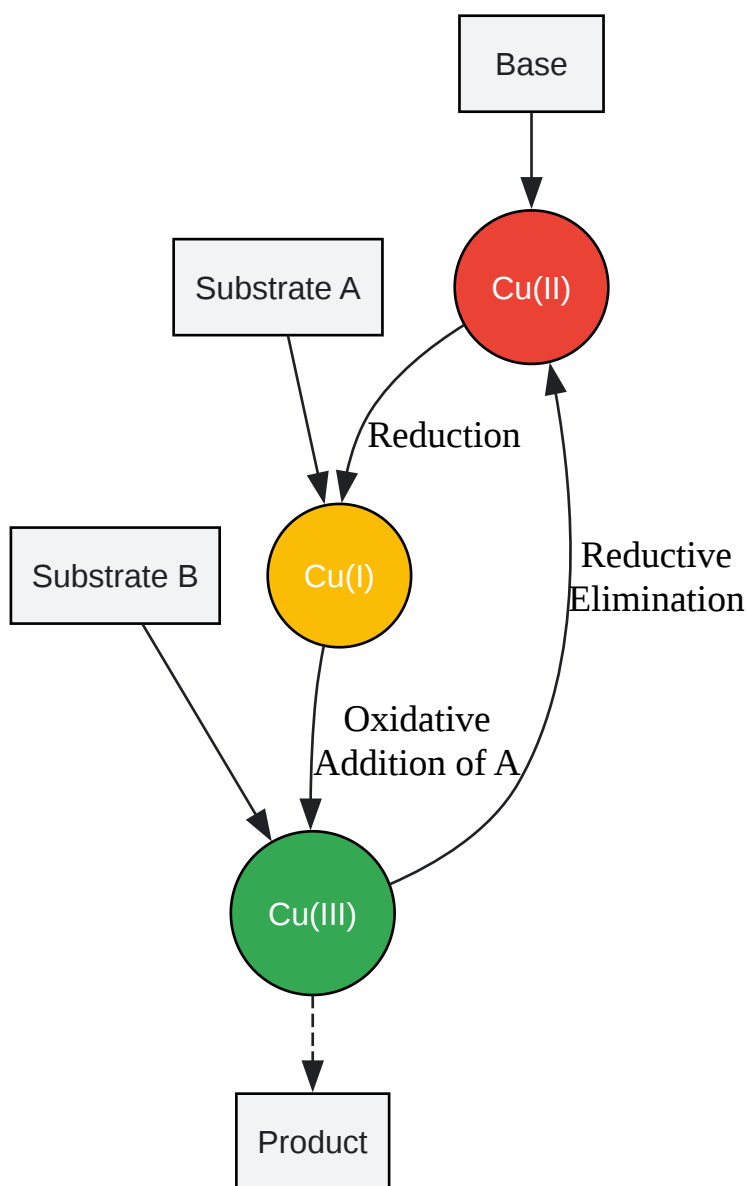 Base
Substrate A
Cu(II)
Reduction
Substrate B
Cu(I)
Reductive
Elimination
Oxidative
Addition of A
Cu(III)
Product